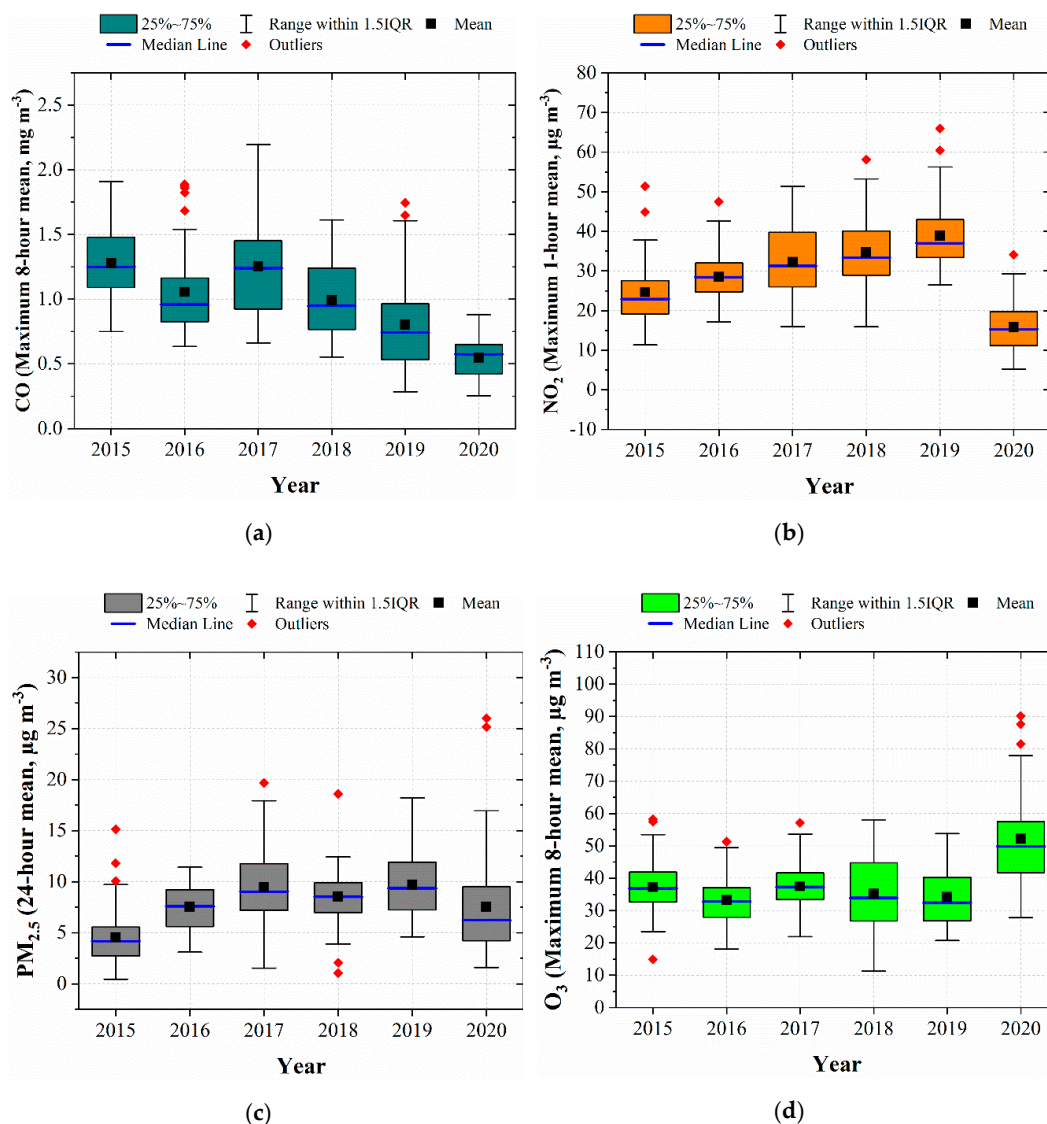 25%~75% Range within 1.5IQR Mean
Median Line Outliers
CO (Maximum 8-hour mean, mg m⁻³)
2.5
2.0
1.5
1.0
0.5
0.0
2015 2016 2017 2018 2019 2020
Year
(a)
25%~75% Range within 1.5IQR Mean
Median Line Outliers
NO₂ (Maximum 1-hour mean, µg m⁻³)
80
70
60
50
40
30
20
10
0
-10
2015 2016 2017 2018 2019 2020
Year
(b)
25%~75% Range within 1.5IQR Mean
Median Line Outliers
PM₂.₅ (24-hour mean, µg m⁻³)
30
25
20
15
10
5
0
2015 2016 2017 2018 2019 2020
Year
(c)
25%~75% Range within 1.5IQR Mean
Median Line Outliers
O₃ (Maximum 8-hour mean, µg m⁻³)
110
100
90
80
70
60
50
40
30
20
10
0
2015 2016 2017 2018 2019 2020
Year
(d)